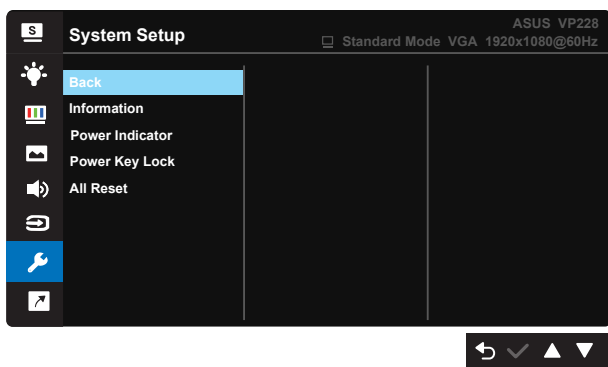 S
System Setup
ASUS VP228
Standard Mode VGA 1920x1080@60Hz
Back
Information
Power Indicator
Power Key Lock
All Reset